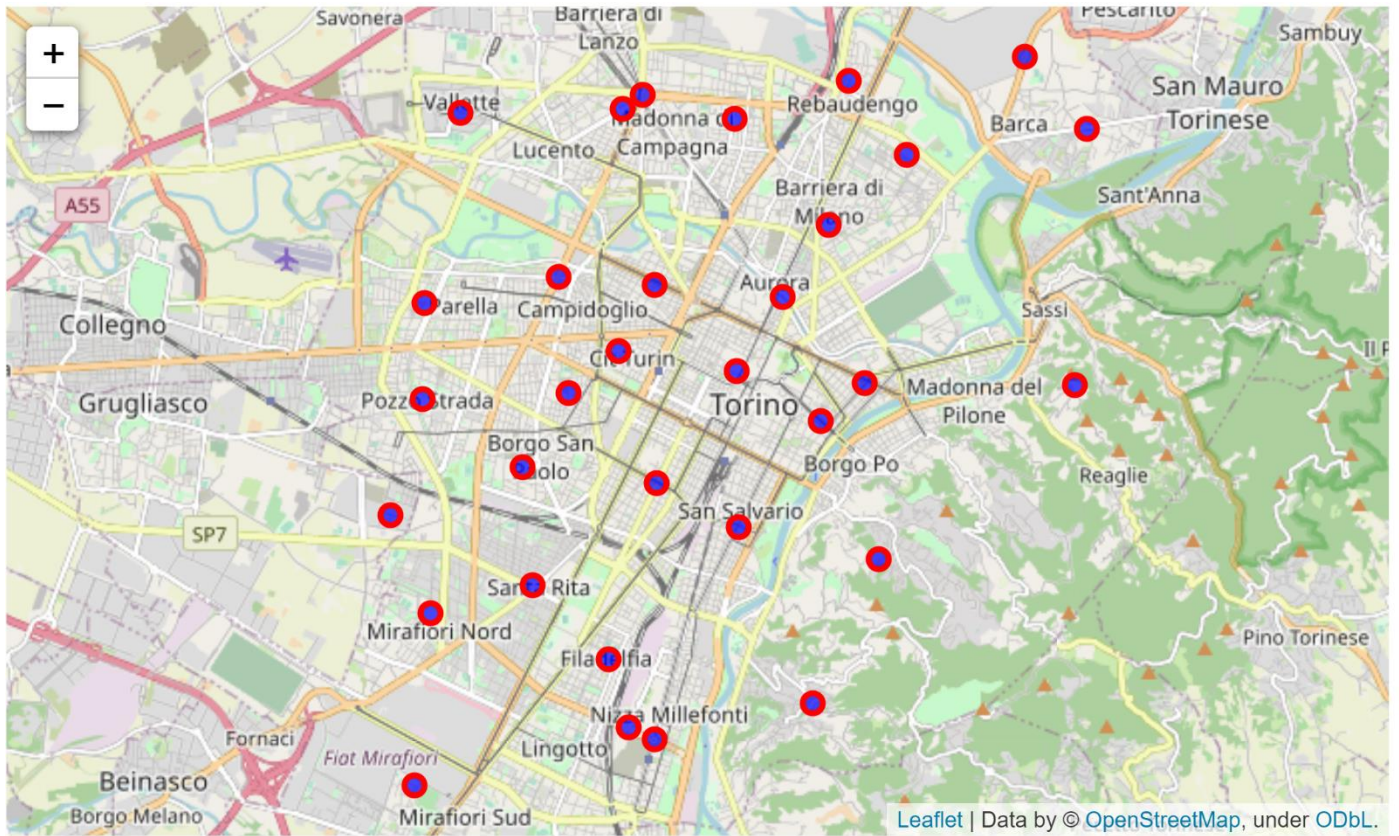 Savonera
Barriera di
Lanzo
Pescarito
Sambuy
+
−
Vallette
Madonna di
Campagna
Rebaudengo
San Mauro
Torinese
Barca
Lucento
Barriera di
Milano
Sant'Anna
A55
Aurora
Parella
Campidoglio
Sassi
Collegno
Cit Turin
Grugliasco
Pozzo Strada
Torino
Madonna del
Pilone
Borgo San
Paolo
Borgo Po
Reaglie
San Salvario
SP7
Santa Rita
Mirafiori Nord
Pino Torinese
Filadelfia
Nizza Millefonti
Fornaci
Lingotto
Fiat Mirafiori
Beinasco
Borgo Melano
Mirafiori Sud
Leaflet | Data by © OpenStreetMap, under ODbL.